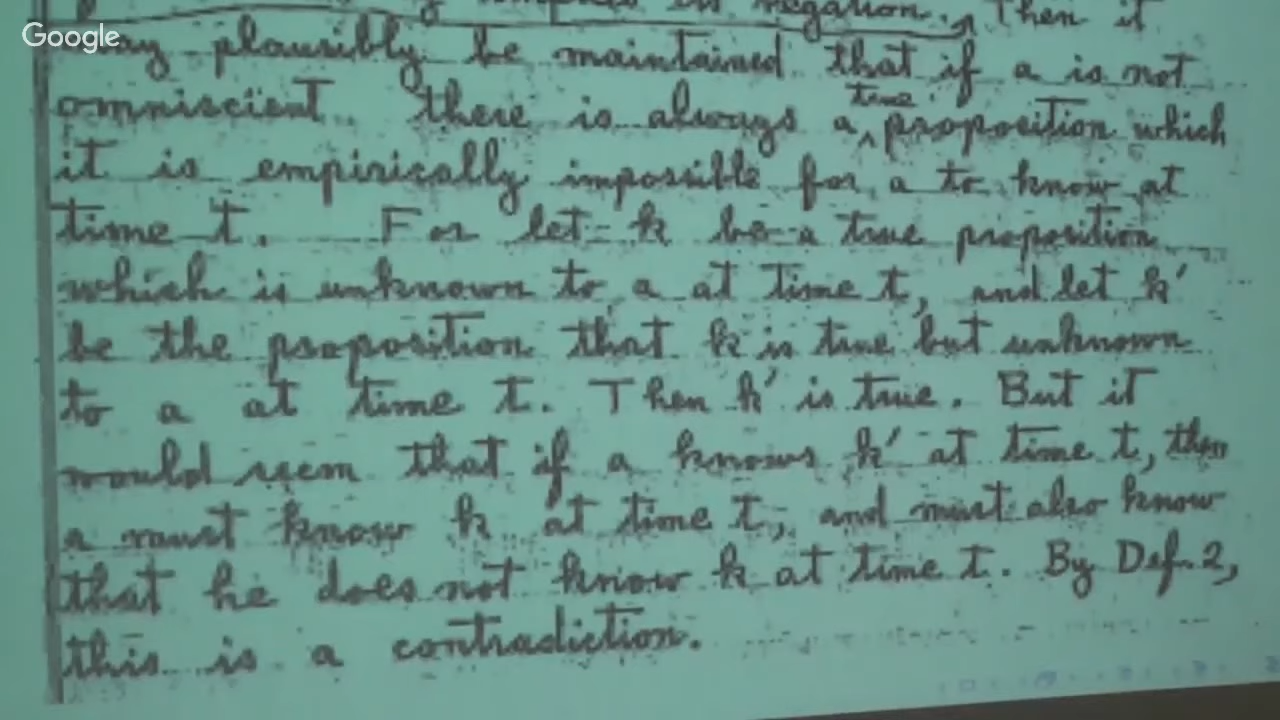 Google
negation. Then it
may plausibly be maintained that if a is not
omniscient there is always a ^true proposition which
it is empirically impossible for a to know at
time t. For let k be a true proposition
which is unknown to a at time t, and let k'
be the proposition that k is true but unknown
to a at time t. Then k' is true. But it
would seem that if a knows k' at time t, then
a must know k at time t, and must also know
that he does not know k at time t. By Def. 2,
this is a contradiction.